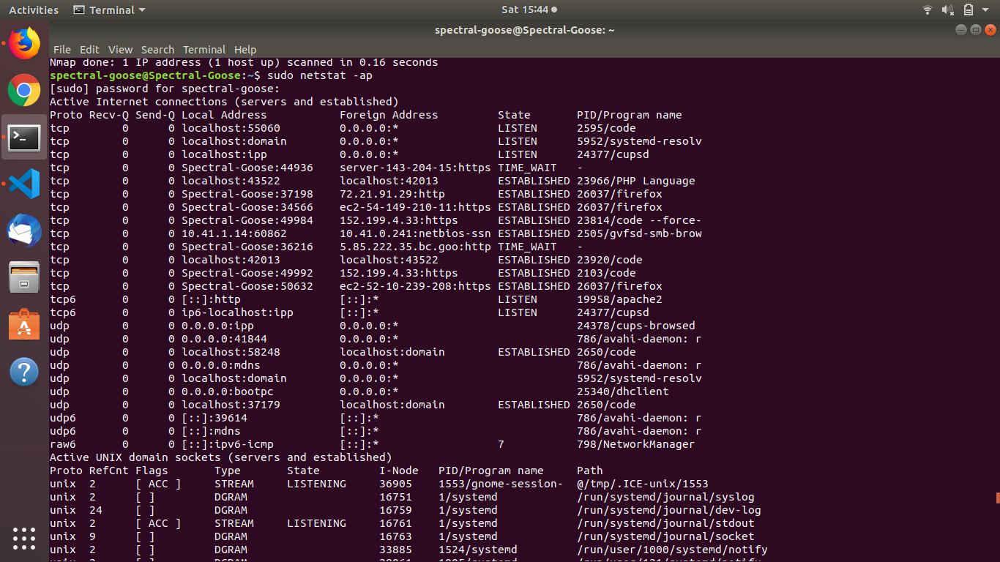 Activities Terminal Sat 15:44
spectral-goose@Spectral-Goose: ~
File Edit View Search Terminal Help
Nmap done: 1 IP address (1 host up) scanned in 0.16 seconds
spectral-goose@Spectral-Goose:~$ sudo netstat -ap
[sudo] password for spectral-goose:
Active Internet connections (servers and established)
Proto Recv-Q Send-Q Local Address           Foreign Address         State       PID/Program name
tcp        0      0 localhost:55060         0.0.0.0:*               LISTEN      2595/code
tcp        0      0 localhost:domain        0.0.0.0:*               LISTEN      5952/systemd-resolv
tcp        0      0 localhost:ipp           0.0.0.0:*               LISTEN      24377/cupsd
tcp        0      0 Spectral-Goose:44936    server-143-204-15:https TIME_WAIT   -
tcp        0      0 localhost:43522         localhost:42013         ESTABLISHED 23966/PHP Language
tcp        0      0 Spectral-Goose:37198    72.21.91.29:http        ESTABLISHED 26037/firefox
tcp        0      0 Spectral-Goose:34566    ec2-54-149-210-11:https ESTABLISHED 26037/firefox
tcp        0      0 Spectral-Goose:49984    152.199.4.33:https      ESTABLISHED 23814/code --force-
tcp        0      0 10.41.1.14:60862        10.41.0.241:netbios-ssn ESTABLISHED 2505/gvfsd-smb-brow
tcp        0      0 Spectral-Goose:36216    5.85.222.35.bc.goo:http TIME_WAIT   -
tcp        0      0 localhost:42013         localhost:43522         ESTABLISHED 23920/code
tcp        0      0 Spectral-Goose:49992    152.199.4.33:https      ESTABLISHED 2103/code
tcp        0      0 Spectral-Goose:50632    ec2-52-10-239-208:https ESTABLISHED 26037/firefox
tcp6       0      0 [::]:http               [::]:*                  LISTEN      19958/apache2
tcp6       0      0 ip6-localhost:ipp       [::]:*                  LISTEN      24377/cupsd
udp        0      0 0.0.0.0:ipp             0.0.0.0:*                           24378/cups-browsed
udp        0      0 0.0.0.0:41844           0.0.0.0:*                           786/avahi-daemon: r
udp        0      0 localhost:58248         localhost:domain        ESTABLISHED 2650/code
udp        0      0 0.0.0.0:mdns            0.0.0.0:*                           786/avahi-daemon: r
udp        0      0 localhost:domain        0.0.0.0:*                           5952/systemd-resolv
udp        0      0 0.0.0.0:bootpc          0.0.0.0:*                           25340/dhclient
udp        0      0 localhost:37179         localhost:domain        ESTABLISHED 2650/code
udp6       0      0 [::]:39614              [::]:*                              786/avahi-daemon: r
udp6       0      0 [::]:mdns               [::]:*                              786/avahi-daemon: r
raw6       0      0 [::]:ipv6-icmp          [::]:*                  7           798/NetworkManager
Active UNIX domain sockets (servers and established)
Proto RefCnt Flags       Type       State         I-Node   PID/Program name     Path
unix  2      [ ACC ]     STREAM     LISTENING     36905    1553/gnome-session-  @/tmp/.ICE-unix/1553
unix  2      [ ]         DGRAM                    16751    1/systemd            /run/systemd/journal/syslog
unix  24     [ ]         DGRAM                    16759    1/systemd            /run/systemd/journal/dev-log
unix  2      [ ACC ]     STREAM     LISTENING     16761    1/systemd            /run/systemd/journal/stdout
unix  9      [ ]         DGRAM                    16763    1/systemd            /run/systemd/journal/socket
unix  2      [ ]         DGRAM                    33885    1524/systemd         /run/user/1000/systemd/notify